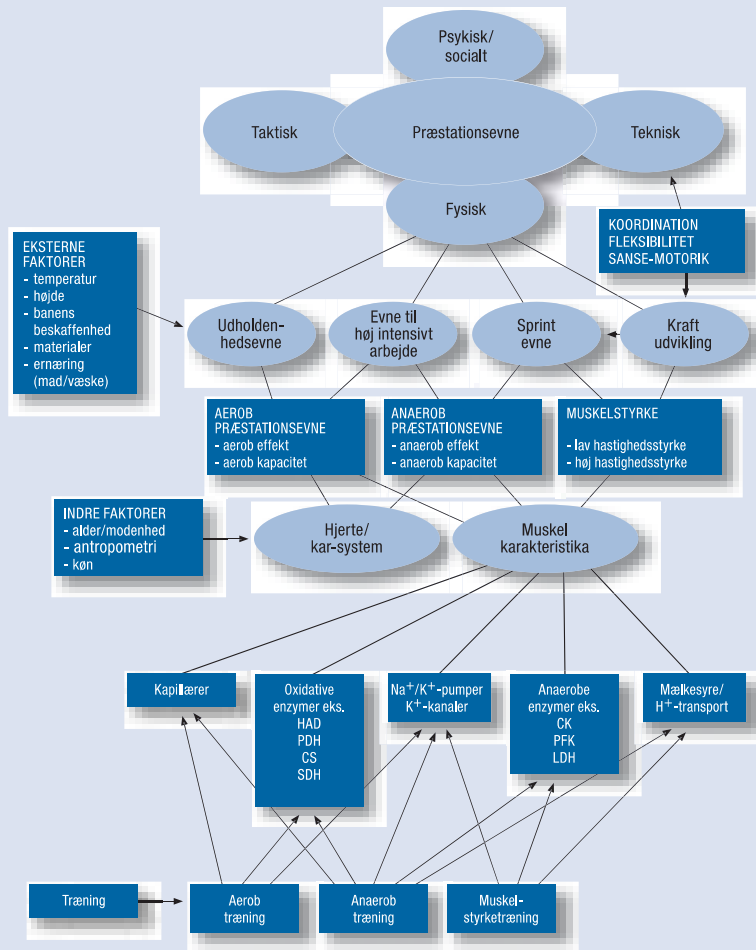 Psykisk/
socialt
Taktisk
Præstationsevne
Teknisk
Fysisk
KOORDINATION
FLEKSIBILITET
SANSE-MOTORIK
EKSTERNE
FAKTORER
- temperatur
- højde
- banens
beskaffenhed
- materialer
- ernæring
(mad/væske)
Udholden-
hedsevne
Evne til
høj intensivt
arbejde
Sprint
evne
Kraft
udvikling
AEROB
PRÆSTATIONSEVNE
- aerob effekt
- aerob kapacitet
ANAEROB
PRÆSTATIONSEVNE
- anaerob effekt
- anaerob kapacitet
MUSKELSTYRKE
- lav hastighedsstyrke
- høj hastighedsstyrke
INDRE FAKTORER
- alder/modenhed
- antropometri
- køn
Hjerte/
kar-system
Muskel
karakteristika
Kapillærer
Oxidative
enzymer eks.
HAD
PDH
CS
SDH
Na⁺/K⁺-pumper
K⁺-kanaler
Anaerobe
enzymer eks.
CK
PFK
LDH
Mælkesyre/
H⁺-transport
Træning
Aerob
træning
Anaerob
træning
Muskel-
styrketræning